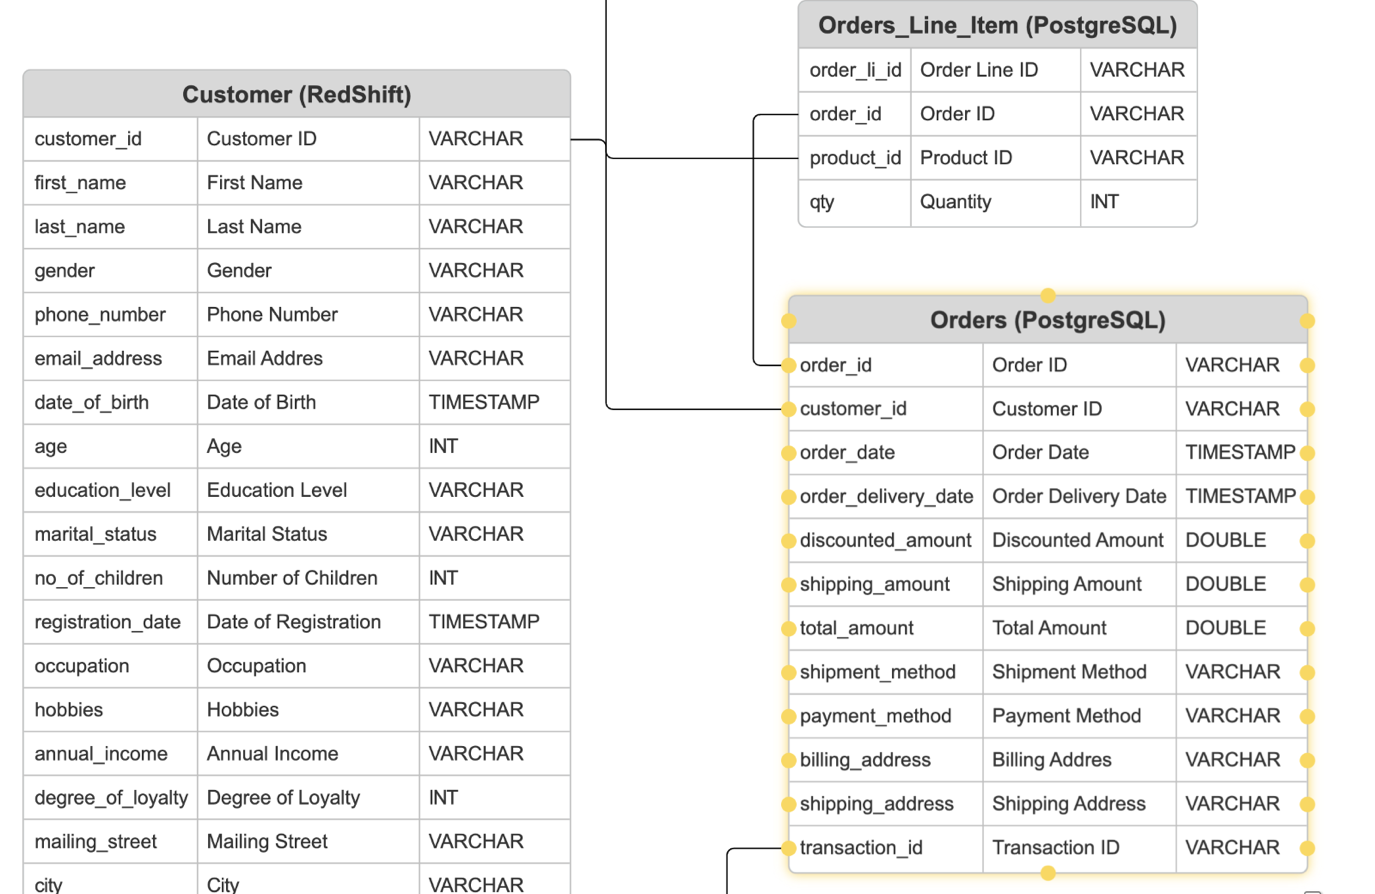 Customer (RedShift)
customer_id Customer ID VARCHAR
first_name First Name VARCHAR
last_name Last Name VARCHAR
gender Gender VARCHAR
phone_number Phone Number VARCHAR
email_address Email Addres VARCHAR
date_of_birth Date of Birth TIMESTAMP
age Age INT
education_level Education Level VARCHAR
marital_status Marital Status VARCHAR
no_of_children Number of Children INT
registration_date Date of Registration TIMESTAMP
occupation Occupation VARCHAR
hobbies Hobbies VARCHAR
annual_income Annual Income VARCHAR
degree_of_loyalty Degree of Loyalty INT
mailing_street Mailing Street VARCHAR
city City VARCHAR
Orders_Line_Item (PostgreSQL)
order_li_id Order Line ID VARCHAR
order_id Order ID VARCHAR
product_id Product ID VARCHAR
qty Quantity INT
Orders (PostgreSQL)
order_id Order ID VARCHAR
customer_id Customer ID VARCHAR
order_date Order Date TIMESTAMP
order_delivery_date Order Delivery Date TIMESTAMP
discounted_amount Discounted Amount DOUBLE
shipping_amount Shipping Amount DOUBLE
total_amount Total Amount DOUBLE
shipment_method Shipment Method VARCHAR
payment_method Payment Method VARCHAR
billing_address Billing Addres VARCHAR
shipping_address Shipping Address VARCHAR
transaction_id Transaction ID VARCHAR